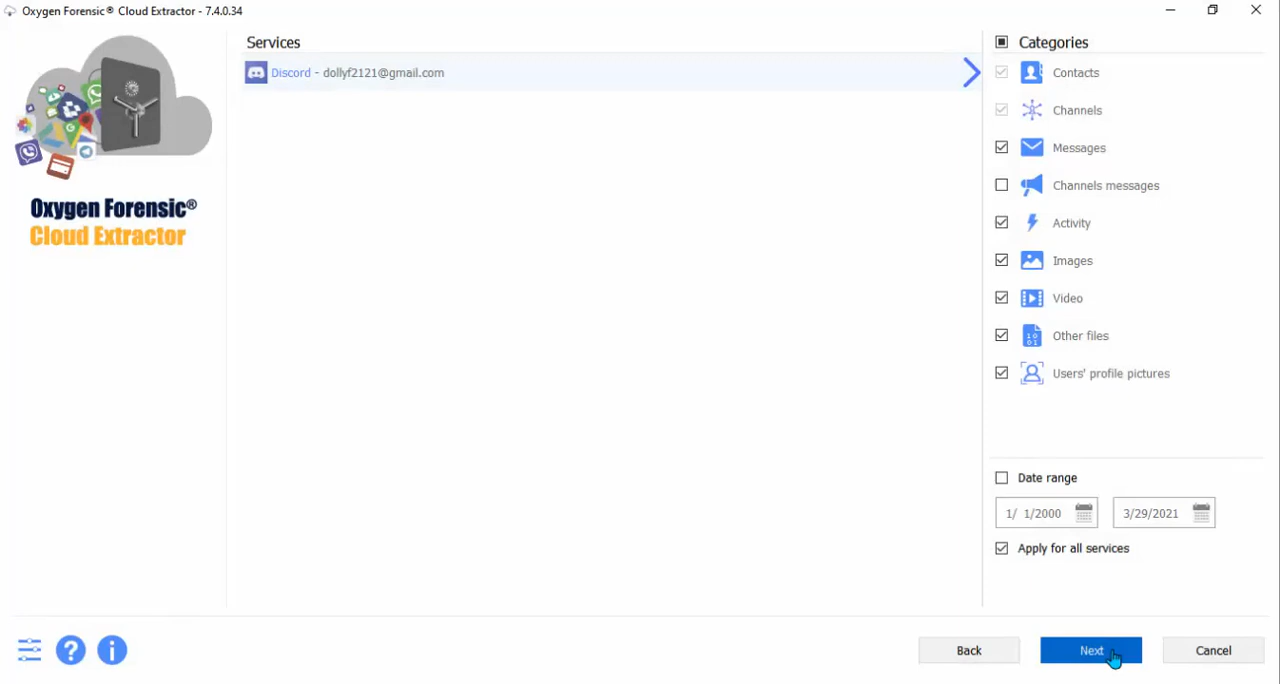 Oxygen Forensic® Cloud Extractor - 7.4.0.34
Oxygen Forensic®
Cloud Extractor
Services
Discord - dollyf2121@gmail.com
Categories
Contacts
Channels
Messages
Channels messages
Activity
Images
Video
Other files
Users' profile pictures
Date range
1/ 1/2000 3/29/2021
Apply for all services
Back Next Cancel